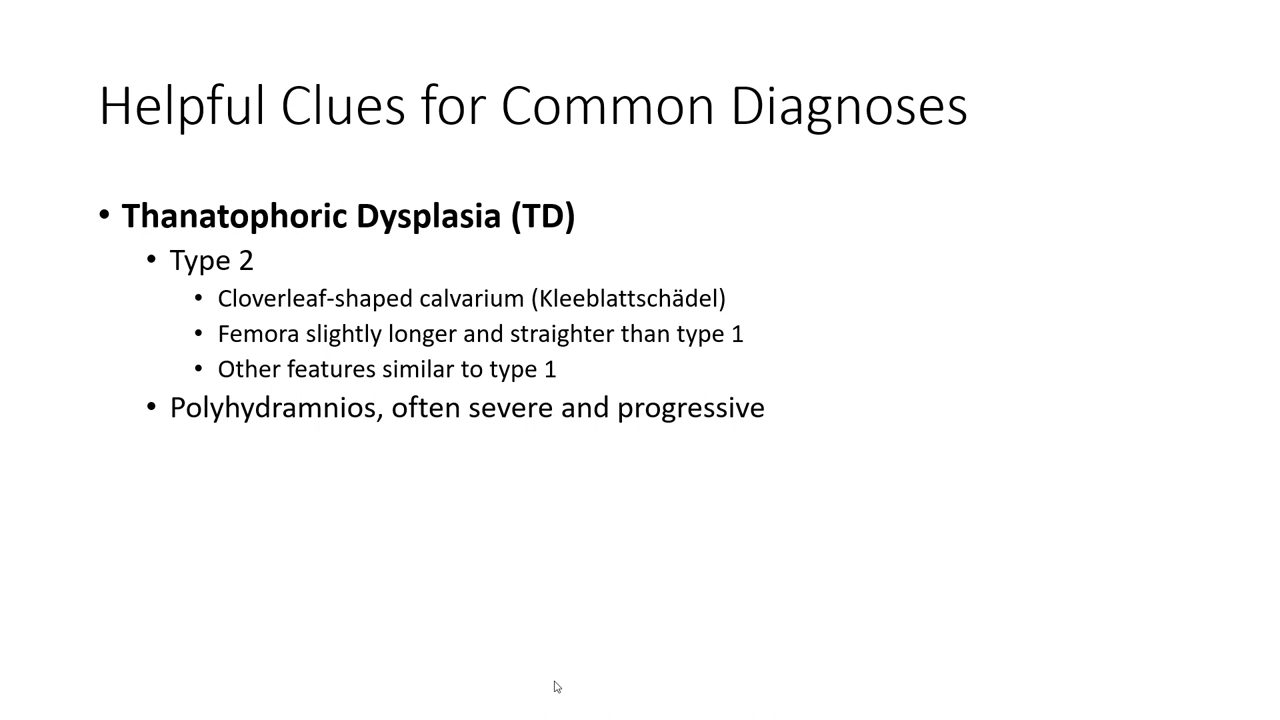 Helpful Clues for Common Diagnoses
• Thanatophoric Dysplasia (TD)
• Type 2
• Cloverleaf-shaped calvarium (Kleeblattschädel)
• Femora slightly longer and straighter than type 1
• Other features similar to type 1
• Polyhydramnios, often severe and progressive